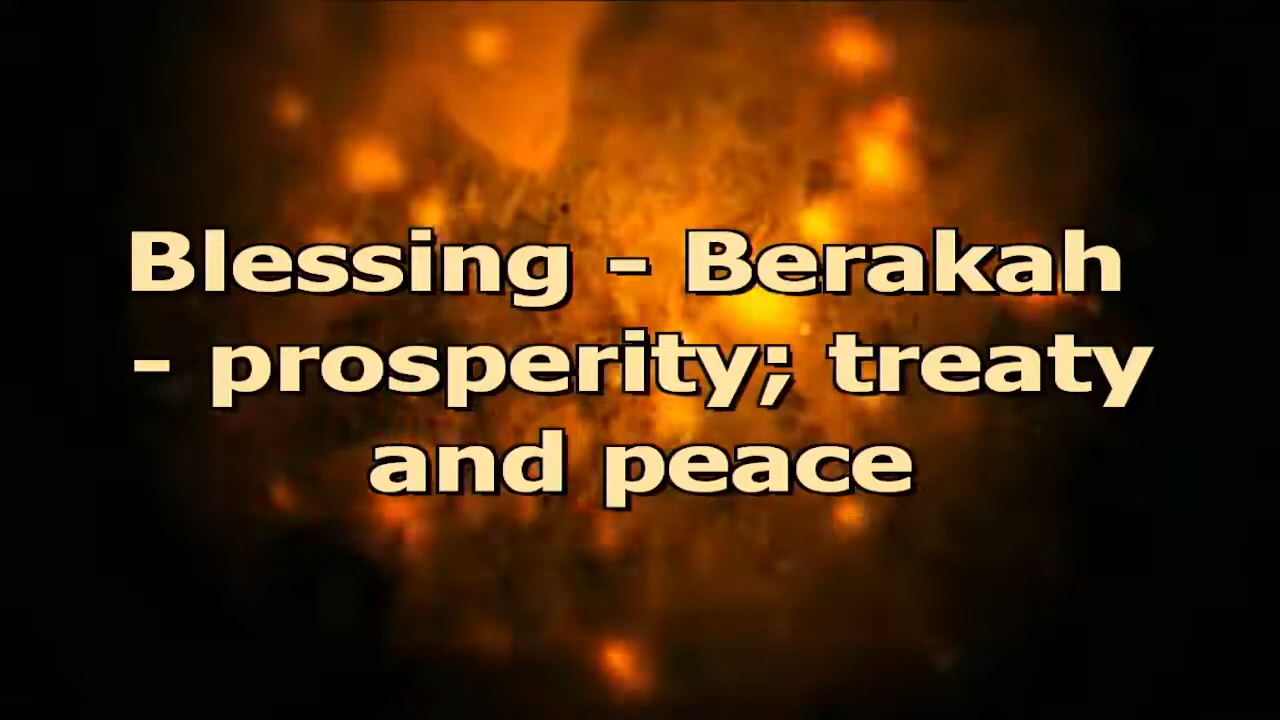 Blessing - Berakah
- prosperity; treaty
and peace